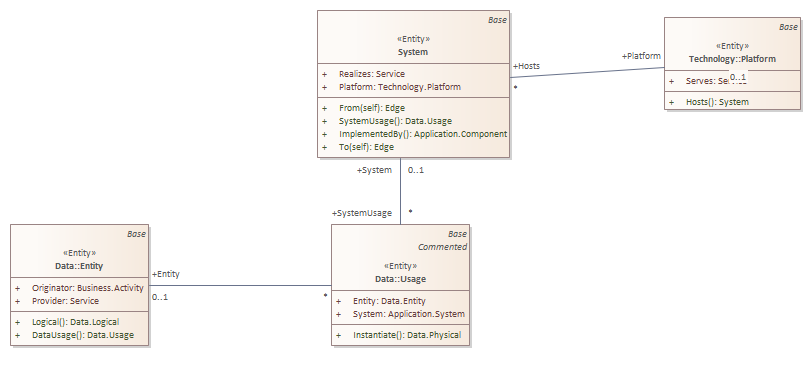 Base
«Entity»
System
+ Realizes: Service
+ Platform: Technology.Platform
+ From(self): Edge
+ SystemUsage(): Data.Usage
+ ImplementedBy(): Application.Component
+ To(self): Edge
+Hosts
*
+Platform
0..1
Base
«Entity»
Technology::Platform
+ Serves:
+ Hosts(): System
+System
0..1
+SystemUsage
*
Base
«Entity»
Data::Entity
+ Originator: Business.Activity
+ Provider: Service
+ Logical(): Data.Logical
+ DataUsage(): Data.Usage
+Entity
0..1
*
Base
Commented
«Entity»
Data::Usage
+ Entity: Data.Entity
+ System: Application.System
+ Instantiate(): Data.Physical